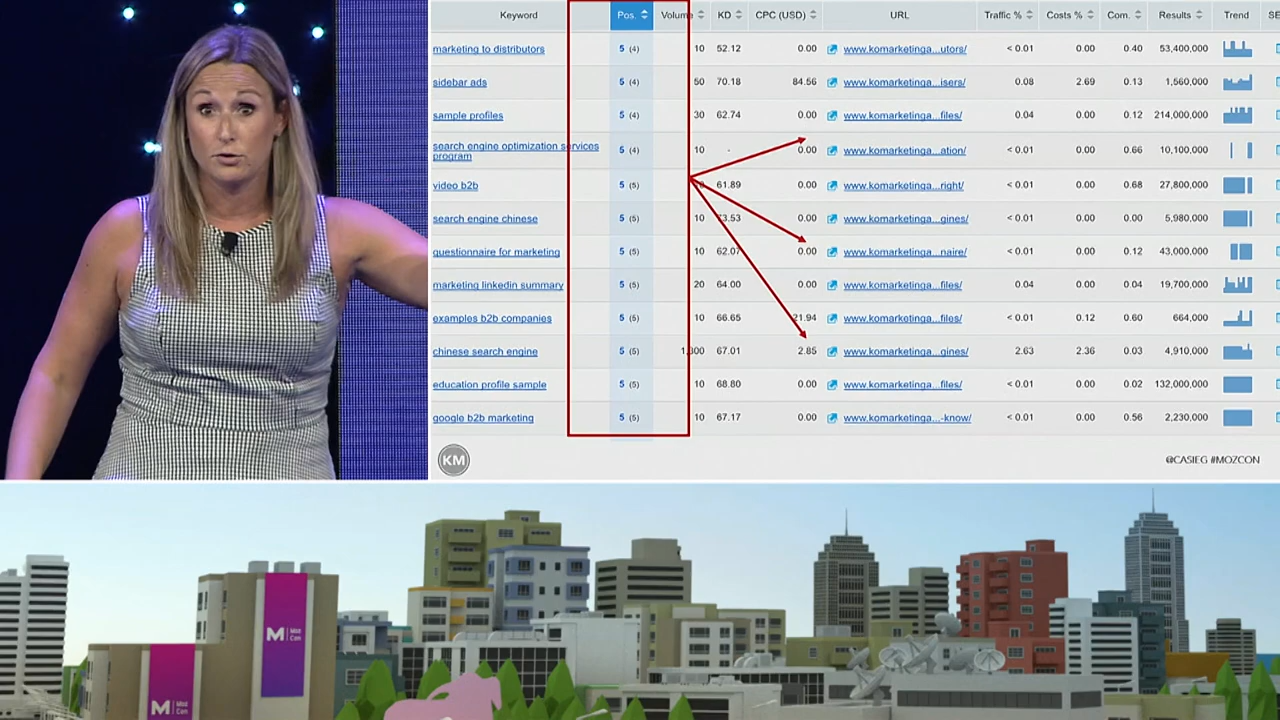 Keyword Pos. Volume KD CPC (USD) URL Traffic % Costs % Com. Results Trend
marketing to distributors 5 (4) 10 52.12 0.00 www.komarketinga...utors/ < 0.01 0.00 0.40 53,400,000
sidebar ads 5 (4) 50 70.18 84.56 www.komarketinga...isers/ 0.08 2.69 0.13 1,660,000
sample profiles 5 (4) 30 62.74 0.00 www.komarketinga...files/ 0.04 0.00 0.12 214,000,000
search engine optimization services
program 5 (4) 10 - 0.00 www.komarketinga...ation/ < 0.01 0.00 0.66 10,100,000
video b2b 5 (5) 61.89 0.00 www.komarketinga...right/ < 0.01 0.00 0.68 27,800,000
search engine chinese 5 (5) 10 73.53 0.00 www.komarketinga...gines/ < 0.01 0.00 0.05 5,980,000
questionnaire for marketing 5 (5) 10 62.07 0.00 www.komarketinga...naire/ < 0.01 0.00 0.12 43,000,000
marketing linkedin summary 5 (5) 20 64.00 0.00 www.komarketinga...files/ 0.04 0.00 0.04 19,700,000
examples b2b companies 5 (5) 10 66.65 21.94 www.komarketinga...files/ < 0.01 0.12 0.60 664,000
chinese search engine 5 (5) 67.01 2.85 www.komarketinga...gines/ 2.63 2.36 0.03 4,910,000
education profile sample 5 (5) 10 68.80 0.00 www.komarketinga...files/ < 0.01 0.00 0.02 132,000,000
google b2b marketing 5 (5) 10 67.17 0.00 www.komarketinga...-know/ < 0.01 0.00 0.56 2,420,000
KM
@CASIEG #MOZCON
M Moz Con
M Moz Con